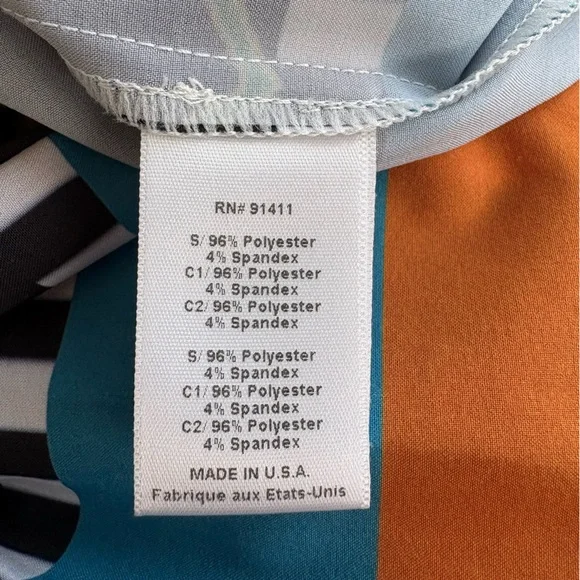 RN# 91411
S/ 96% Polyester
4% Spandex
C1/ 96% Polyester
4% Spandex
C2/ 96% Polyester
4% Spandex
S/ 96% Polyester
4% Spandex
C1/ 96% Polyester
4% Spandex
C2/ 96% Polyester
4% Spandex
MADE IN U.S.A.
Fabrique aux Etats-Unis